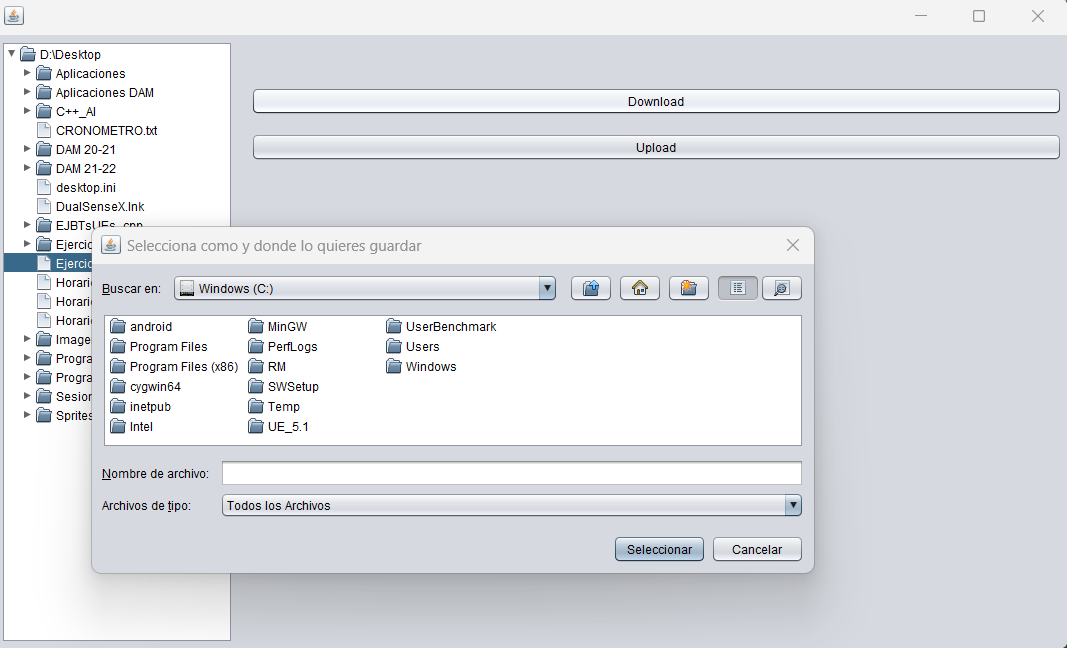 D:\Desktop
Aplicaciones
Aplicaciones DAM
C++_AI
CRONOMETRO.txt
DAM 20-21
DAM 21-22
desktop.ini
DualSenseX.lnk
Ejercic
Ejercic
Horari
Horari
Horari
Image
Progra
Progra
Sesior
Sprites
Download
Upload
Selecciona como y donde lo quieres guardar
Buscar en: Windows (C:)
android MinGW UserBenchmark
Program Files PerfLogs Users
Program Files (x86) RM Windows
cygwin64 SWSetup
inetpub Temp
Intel UE_5.1
Nombre de archivo:
Archivos de tipo: Todos los Archivos
Seleccionar Cancelar